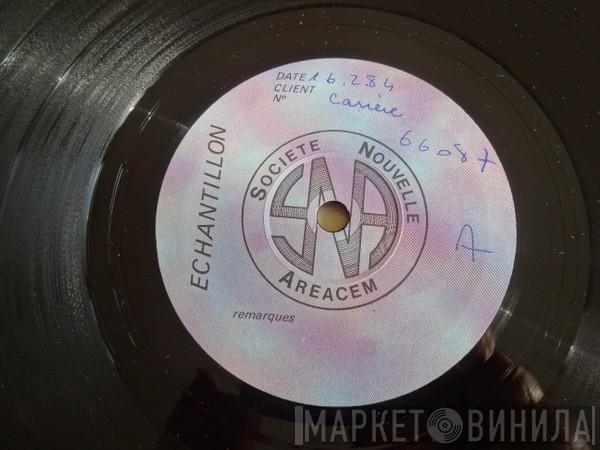 DATE 16.2.84
CLIENT Carrère
N° 66087
A
ECHANTILLON
SOCIETE NOUVELLE
SNA
AREACEM
remarques
МАРКЕТ ВИНИЛА